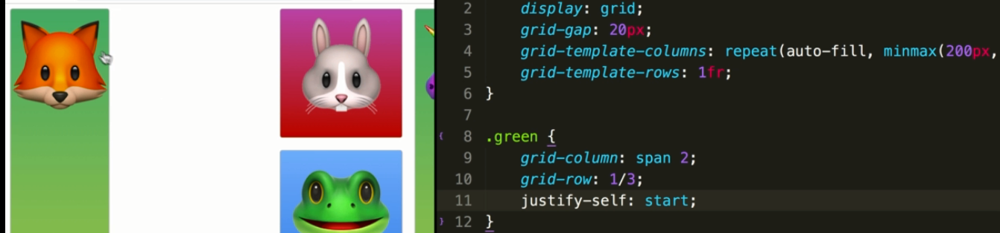 2 display: grid;
3 grid-gap: 20px;
4 grid-template-columns: repeat(auto-fill, minmax(200px,
5 grid-template-rows: 1fr;
6 }
7
8 .green {
9 grid-column: span 2;
10 grid-row: 1/3;
11 justify-self: start;
12 }